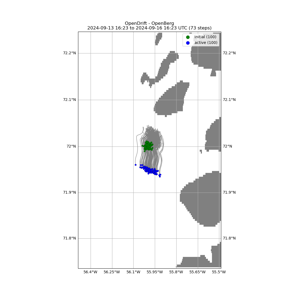 OpenDrift - OpenBerg
2024-09-13 16:23 to 2024-09-16 16:23 UTC (73 steps)
initial (100)
active (100)
72.2°N 72.2°N
72.1°N 72.1°N
72°N 72°N
71.9°N 71.9°N
71.8°N 71.8°N
56.4°W 56.25°W 56.1°W 55.95°W 55.8°W 55.65°W 55.5°W